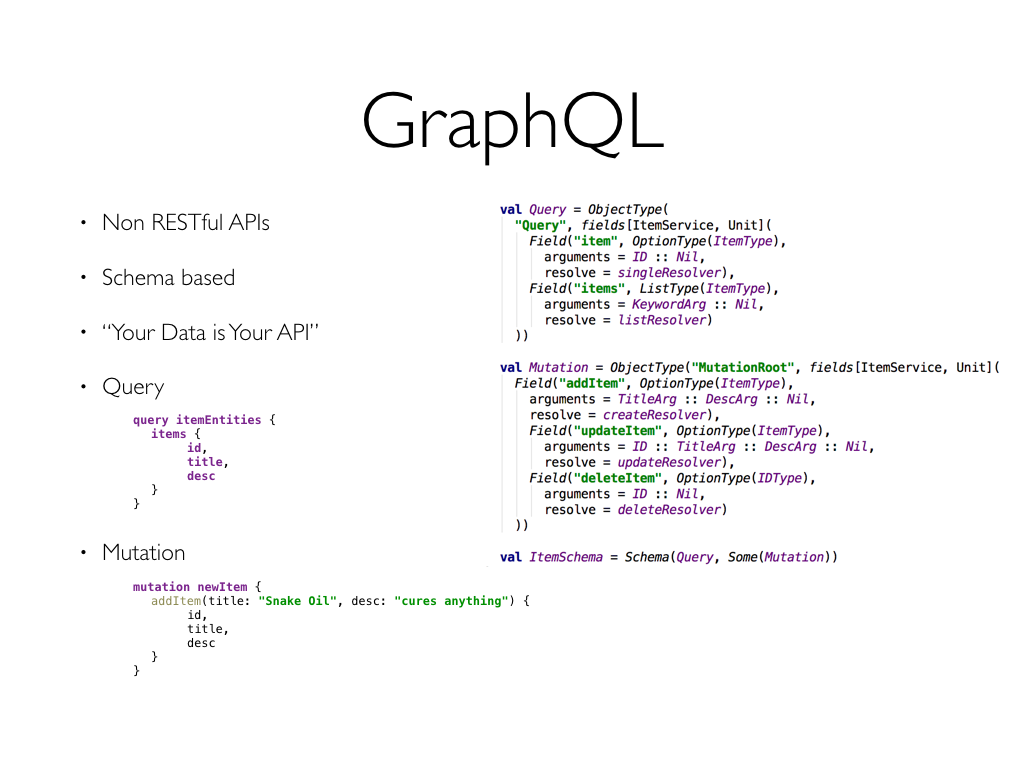 GraphQL
• Non RESTful APIs
• Schema based
• “Your Data is Your API”
• Query
query itemEntities {
items {
id,
title,
desc
}
}
• Mutation
mutation newItem {
addItem(title: "Snake Oil", desc: "cures anything") {
id,
title,
desc
}
}
val Query = ObjectType(
"Query", fields[ItemService, Unit](
Field("item", OptionType(ItemType),
arguments = ID :: Nil,
resolve = singleResolver),
Field("items", ListType(ItemType),
arguments = KeywordArg :: Nil,
resolve = listResolver)
))
val Mutation = ObjectType("MutationRoot", fields[ItemService, Unit](
Field("addItem", OptionType(ItemType),
arguments = TitleArg :: DescArg :: Nil,
resolve = createResolver),
Field("updateItem", OptionType(ItemType),
arguments = ID :: TitleArg :: DescArg :: Nil,
resolve = updateResolver),
Field("deleteItem", OptionType(IDType),
arguments = ID :: Nil,
resolve = deleteResolver)
))
val ItemSchema = Schema(Query, Some(Mutation))